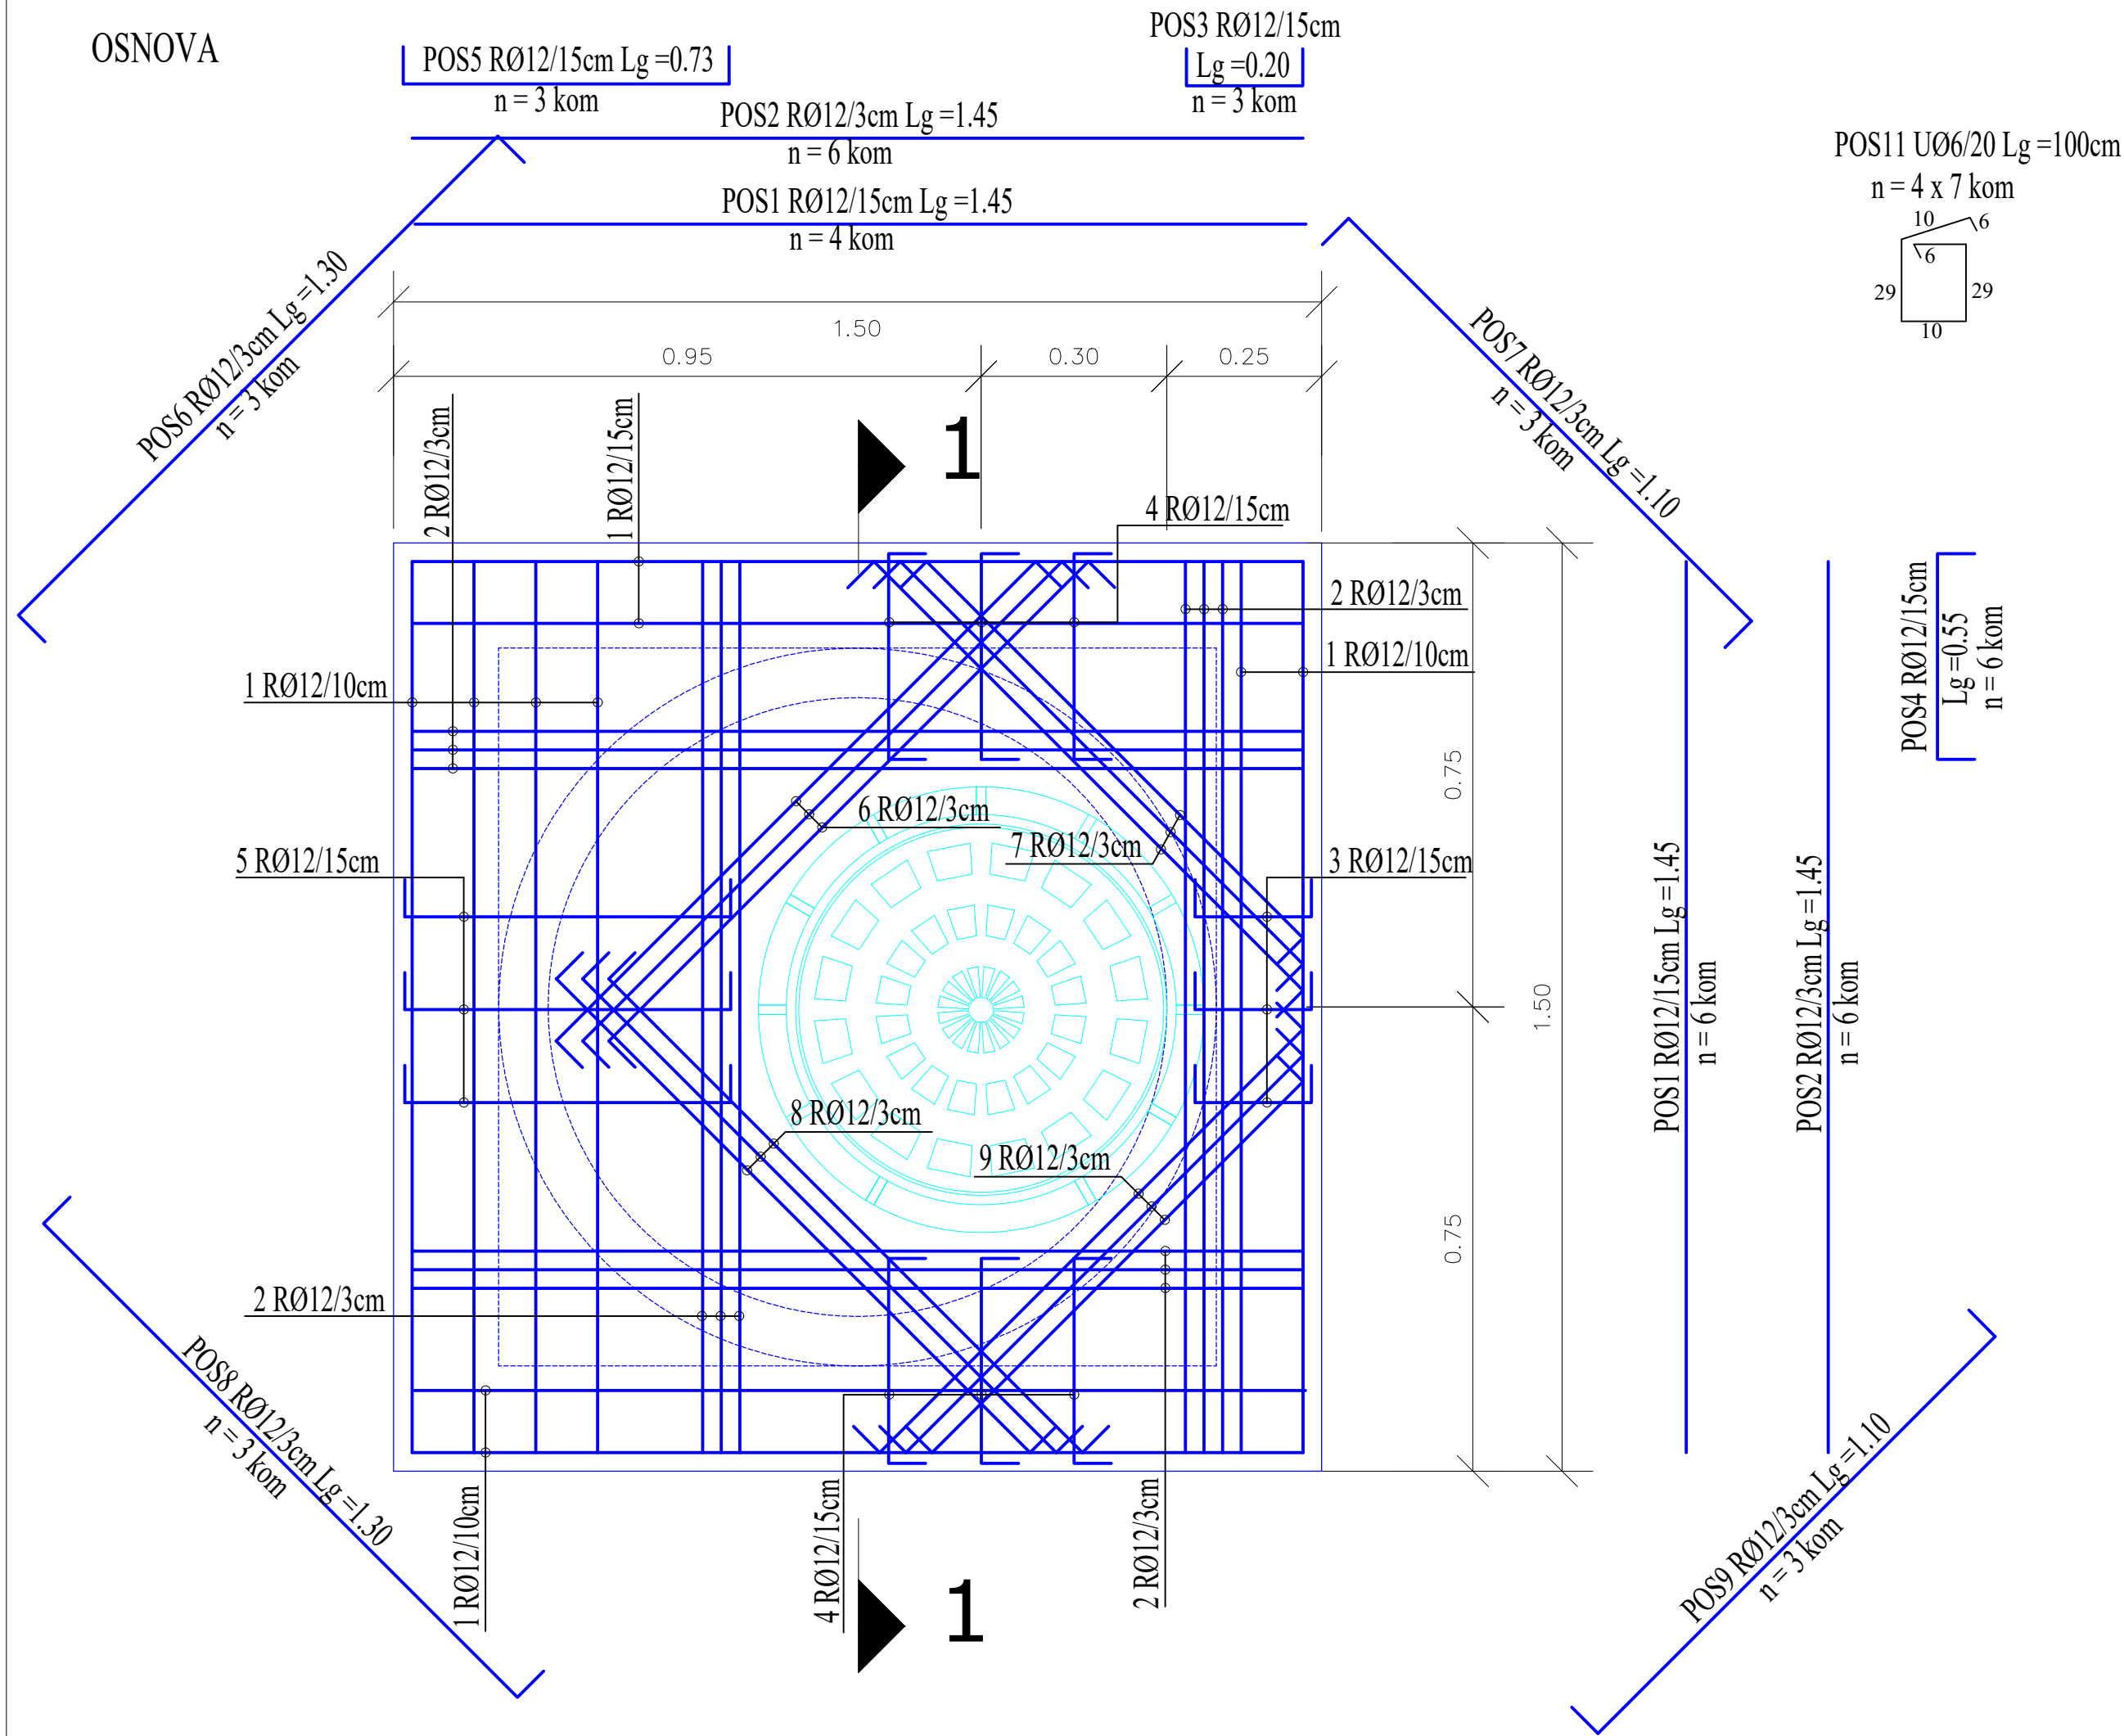 OSNOVA
POS5 RØ12/15cm Lg =0.73
n = 3 kom
POS3 RØ12/15cm
Lg =0.20
n = 3 kom
POS2 RØ12/3cm Lg =1.45
n = 6 kom
POS1 RØ12/15cm Lg =1.45
n = 4 kom
POS11 UØ6/20 Lg =100cm
n = 4 x 7 kom
10
6
6
29
29
10
POS6 RØ12/3cm Lg =1.30
n = 3 kom
POS7 RØ12/3cm Lg =1.10
n = 3 kom
1.50
0.95
0.30
0.25
2 RØ12/3cm
1 RØ12/15cm
1
4 RØ12/15cm
2 RØ12/3cm
1 RØ12/10cm
1 RØ12/10cm
POS4 RØ12/15cm
Lg =0.55
n = 6 kom
0.75
6 RØ12/3cm
7 RØ12/3cm
5 RØ12/15cm
3 RØ12/15cm
1.50
POS1 RØ12/15cm Lg =1.45
n = 6 kom
POS2 RØ12/3cm Lg =1.45
n = 6 kom
8 RØ12/3cm
9 RØ12/3cm
0.75
2 RØ12/3cm
POS8 RØ12/3cm Lg =1.30
n = 3 kom
1 RØ12/10cm
4 RØ12/15cm
1
2 RØ12/3cm
POS9 RØ12/3cm Lg =1.10
n = 3 kom